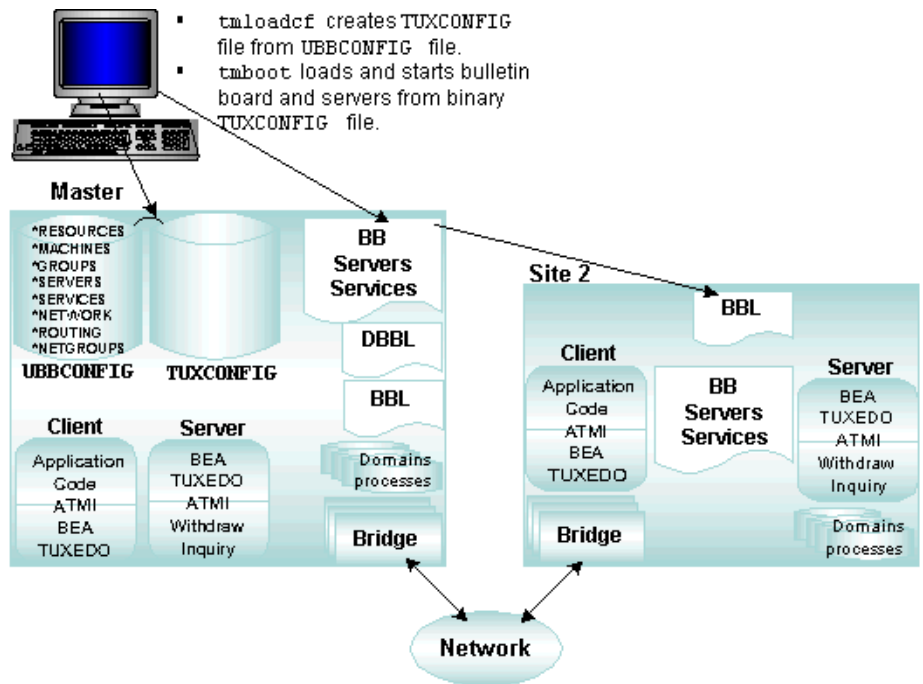 ▪ tmloadcf creates TUXCONFIG
file from UBBCONFIG file.
▪ tmboot loads and starts bulletin
board and servers from binary
TUXCONFIG file.
Master
*RESOURCES
*MACHINES
*GROUPS
*SERVERS
*SERVICES
*NETWORK
*ROUTING
*NETGROUPS
UBBCONFIG
TUXCONFIG
BB
Servers
Services
DBBL
BBL
Domains
processes
Bridge
Client
Application
Code
ATMI
BEA
TUXEDO
Server
BEA
TUXEDO
ATMI
Withdraw
Inquiry
Site 2
BBL
Client
Application
Code
ATMI
BEA
TUXEDO
BB
Servers
Services
Server
BEA
TUXEDO
ATMI
Withdraw
Inquiry
Bridge
Domains
processes
Network